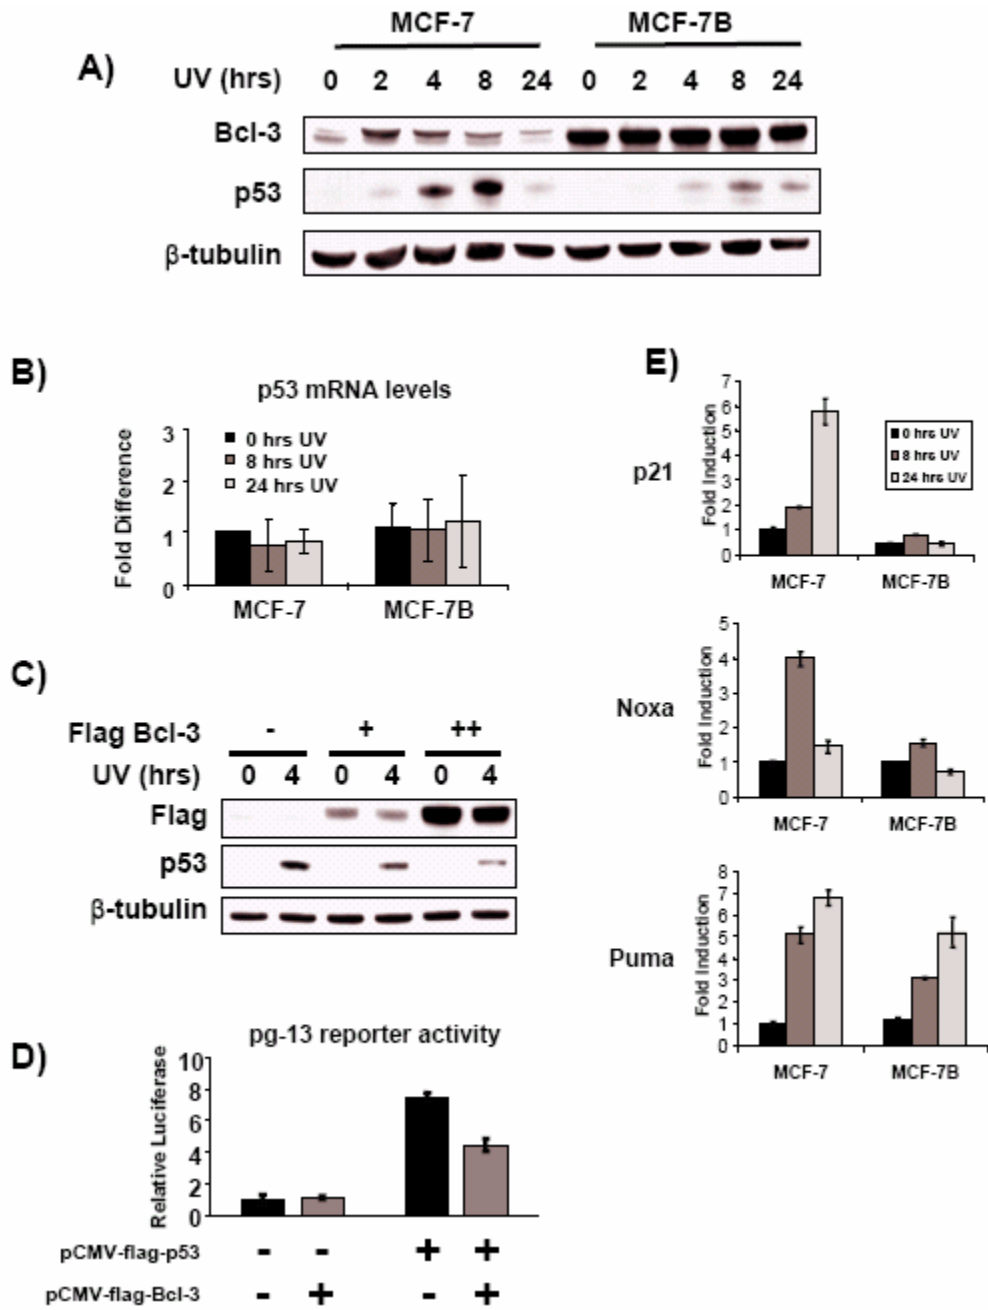 MCF-7 MCF-7B
A)
UV (hrs) 0 2 4 8 24 0 2 4 8 24
Bcl-3
p53
β-tubulin
B)
p53 mRNA levels
3
2
1
0
Fold Difference
0 hrs UV
8 hrs UV
24 hrs UV
MCF-7 MCF-7B
C)
Flag Bcl-3 - + ++
UV (hrs) 0 4 0 4 0 4
Flag
p53
β-tubulin
D)
pg-13 reporter activity
10
8
6
4
2
0
Relative Luciferase
pCMV-flag-p53 - - + +
pCMV-flag-Bcl-3 - + - +
E)
p21
7
6
5
4
3
2
1
0
Fold Induction
0 hrs UV
8 hrs UV
24 hrs UV
MCF-7 MCF-7B
Noxa
5
4
3
2
1
0
Fold Induction
MCF-7 MCF-7B
Puma
8
7
6
5
4
3
2
1
0
Fold Induction
MCF-7 MCF-7B